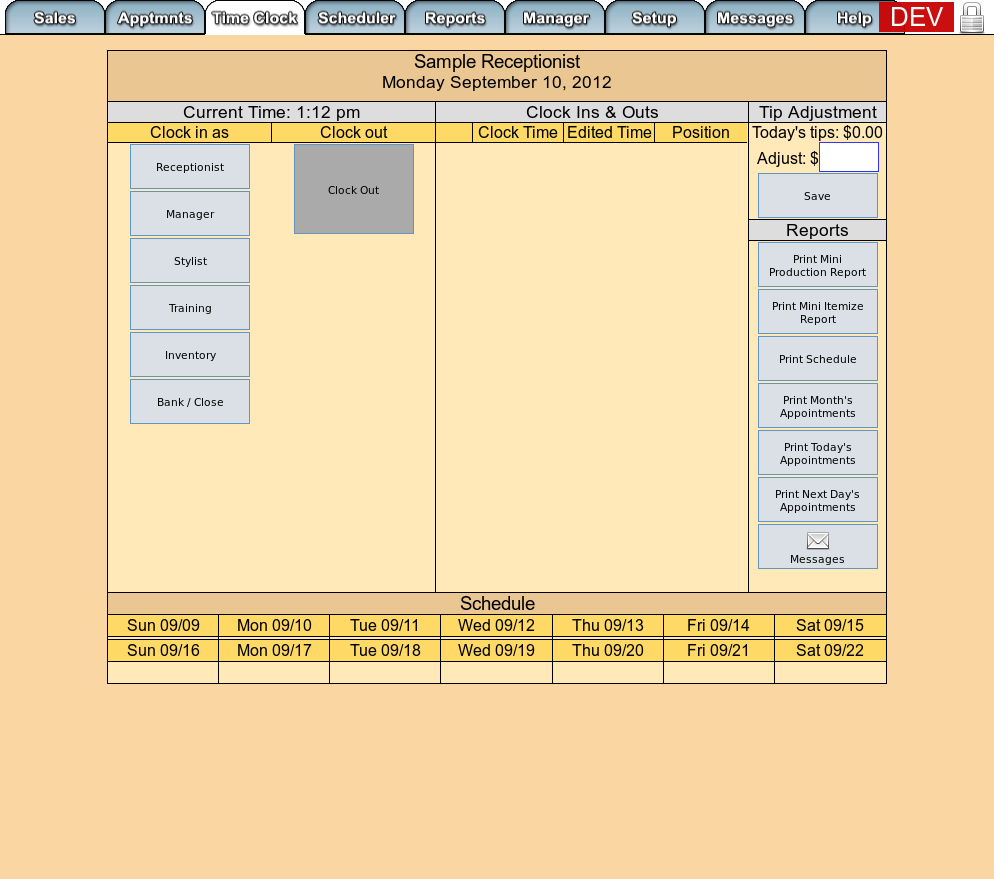 Sales Apptmnts Time Clock Scheduler Reports Manager Setup Messages Help DEV
Sample Receptionist
Monday September 10, 2012
Current Time: 1:12 pm
Clock in as Clock out
Receptionist
Manager
Stylist
Training
Inventory
Bank / Close
Clock Out
Clock Ins & Outs
Clock Time Edited Time Position
Tip Adjustment
Today's tips: $0.00
Adjust: $
Save
Reports
Print Mini
Production Report
Print Mini Itemize
Report
Print Schedule
Print Month's
Appointments
Print Today's
Appointments
Print Next Day's
Appointments
Messages
Schedule
Sun 09/09 Mon 09/10 Tue 09/11 Wed 09/12 Thu 09/13 Fri 09/14 Sat 09/15
Sun 09/16 Mon 09/17 Tue 09/18 Wed 09/19 Thu 09/20 Fri 09/21 Sat 09/22